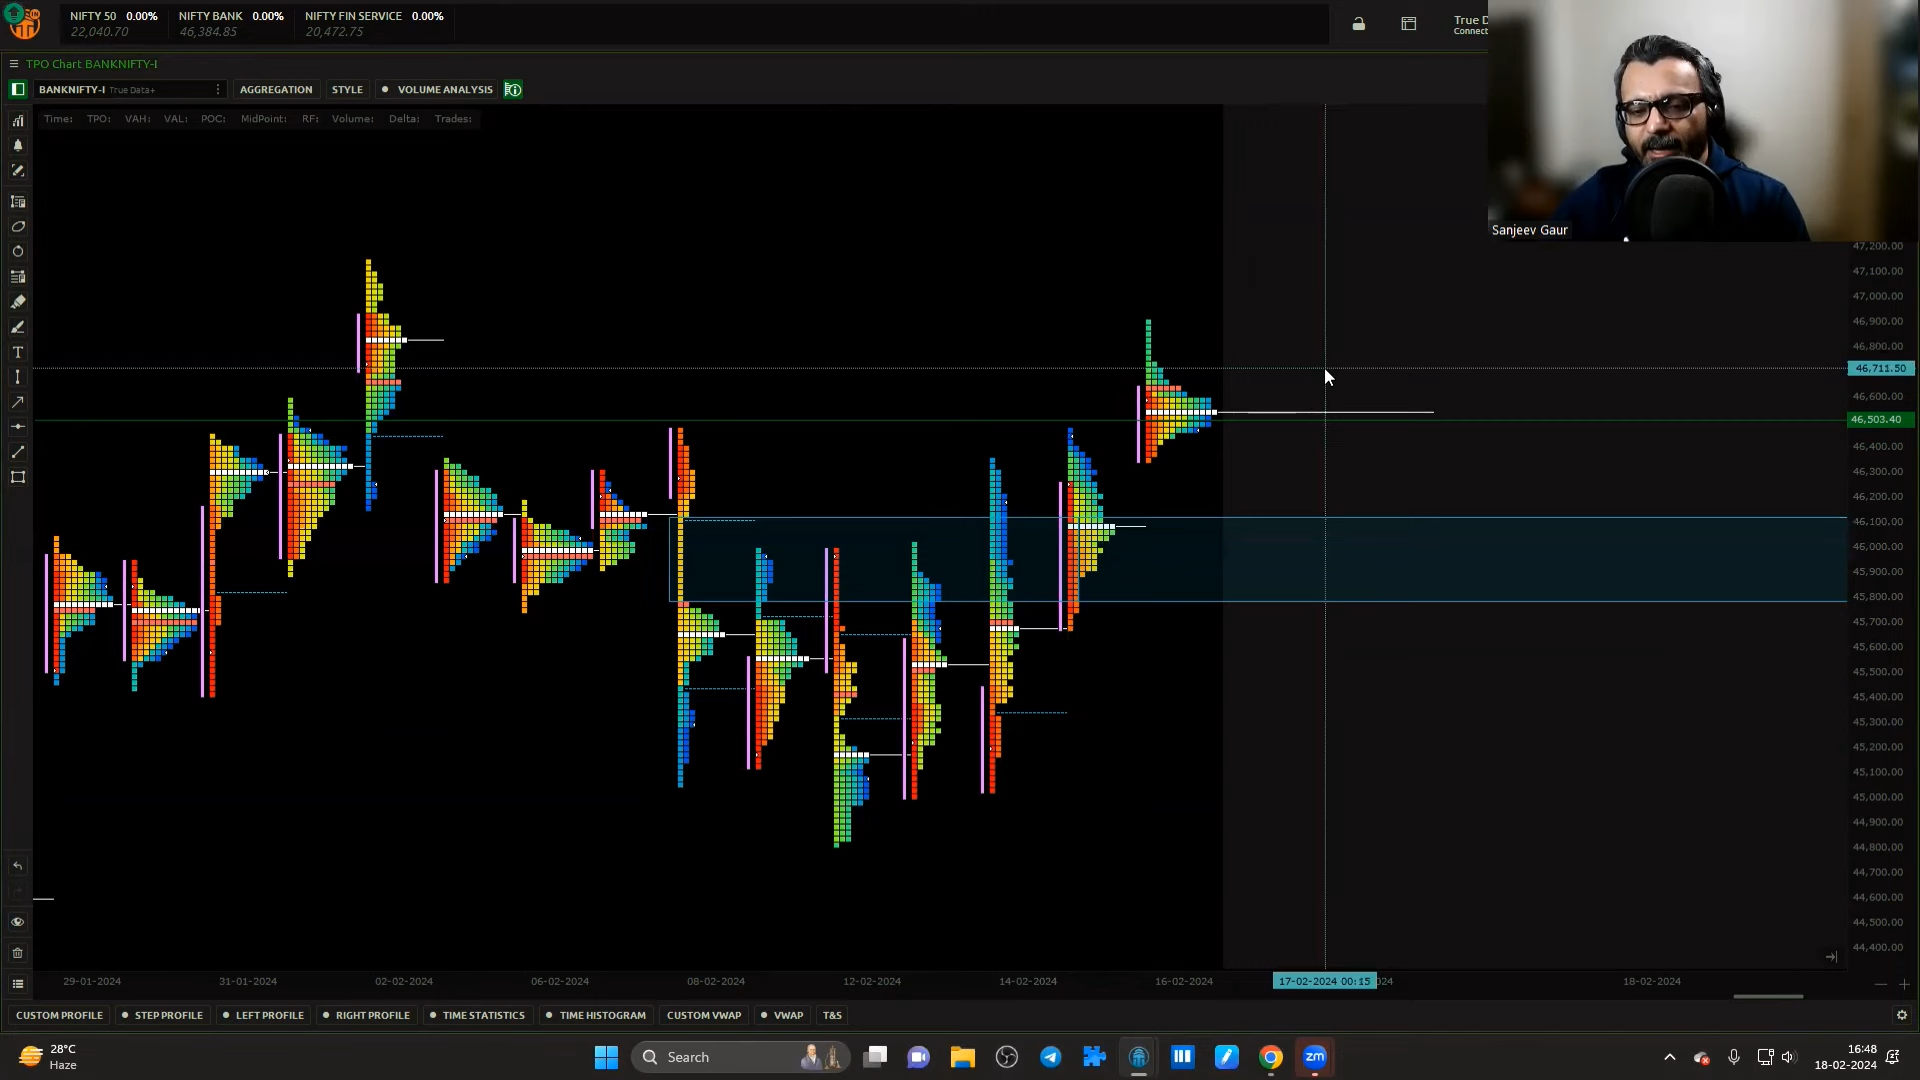 NIFTY 50 0.00% NIFTY BANK 0.00% NIFTY FIN SERVICE 0.00%
22,040.70 46,384.85 20,472.75
True D
Connect
TPO Chart BANKNIFTY-I
BANKNIFTY-I True Data+ AGGREGATION STYLE VOLUME ANALYSIS
Time: TPO: VAH: VAL: POC: MidPoint: RF: Volume: Delta: Trades:
Sanjeev Gaur
47,200.00
47,100.00
47,000.00
46,900.00
46,800.00
46,711.50
46,600.00
46,503.40
46,400.00
46,300.00
46,200.00
46,100.00
46,000.00
45,900.00
45,800.00
45,700.00
45,600.00
45,500.00
45,400.00
45,300.00
45,200.00
45,100.00
45,000.00
44,900.00
44,800.00
44,700.00
44,600.00
44,500.00
44,400.00
29-01-2024 31-01-2024 02-02-2024 06-02-2024 08-02-2024 12-02-2024 14-02-2024 16-02-2024 17-02-2024 00:15 24 18-02-2024
CUSTOM PROFILE STEP PROFILE LEFT PROFILE RIGHT PROFILE TIME STATISTICS TIME HISTOGRAM CUSTOM VWAP VWAP T&S
28°C
Haze
Search
zm
16:48
18-02-2024